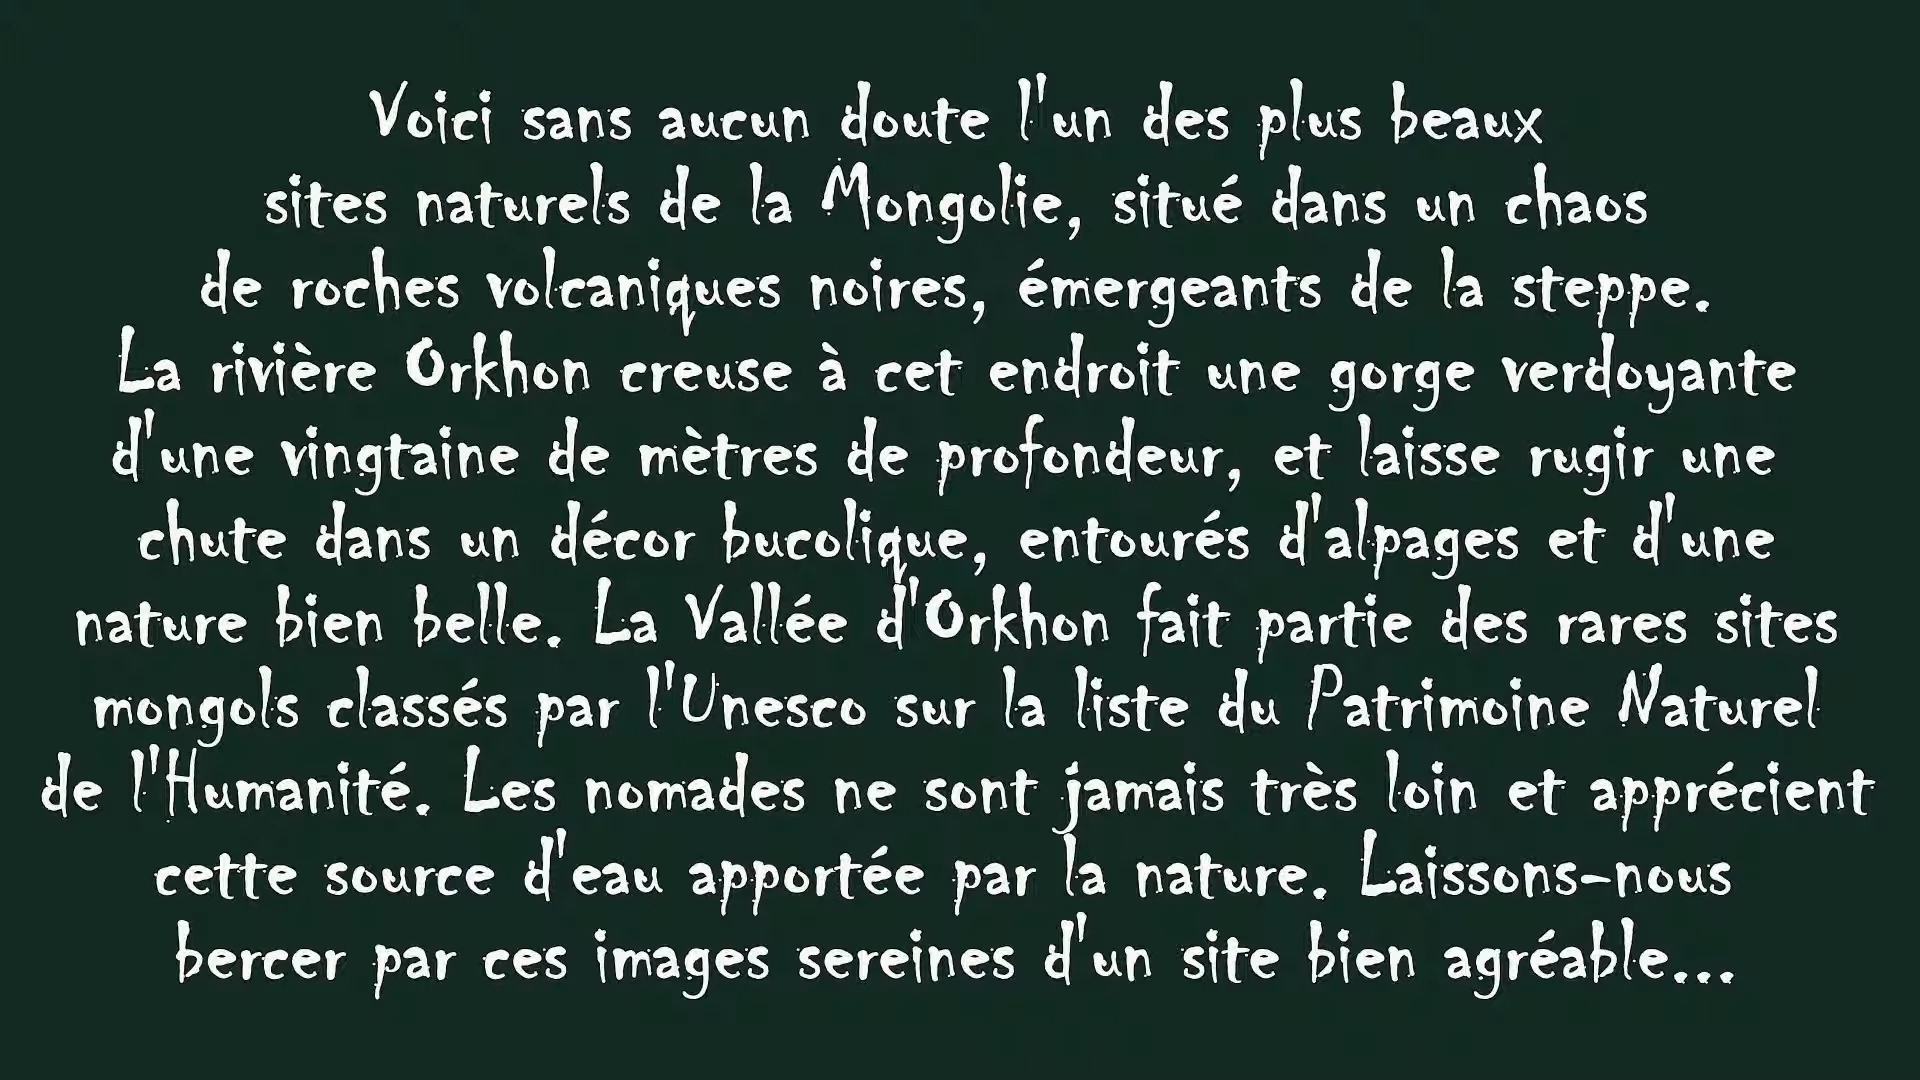 Voici sans aucun doute l'un des plus beaux
sites naturels de la Mongolie, situé dans un chaos
de roches volcaniques noires, émergeants de la steppe.
La rivière Orkhon creuse à cet endroit une gorge verdoyante
d'une vingtaine de mètres de profondeur, et laisse rugir une
chute dans un décor bucolique, entourés d'alpages et d'une
nature bien belle. La Vallée d'Orkhon fait partie des rares sites
mongols classés par l'Unesco sur la liste du Patrimoine Naturel
de l'Humanité. Les nomades ne sont jamais très loin et apprécient
cette source d'eau apportée par la nature. Laissons-nous
bercer par ces images sereines d'un site bien agréable...